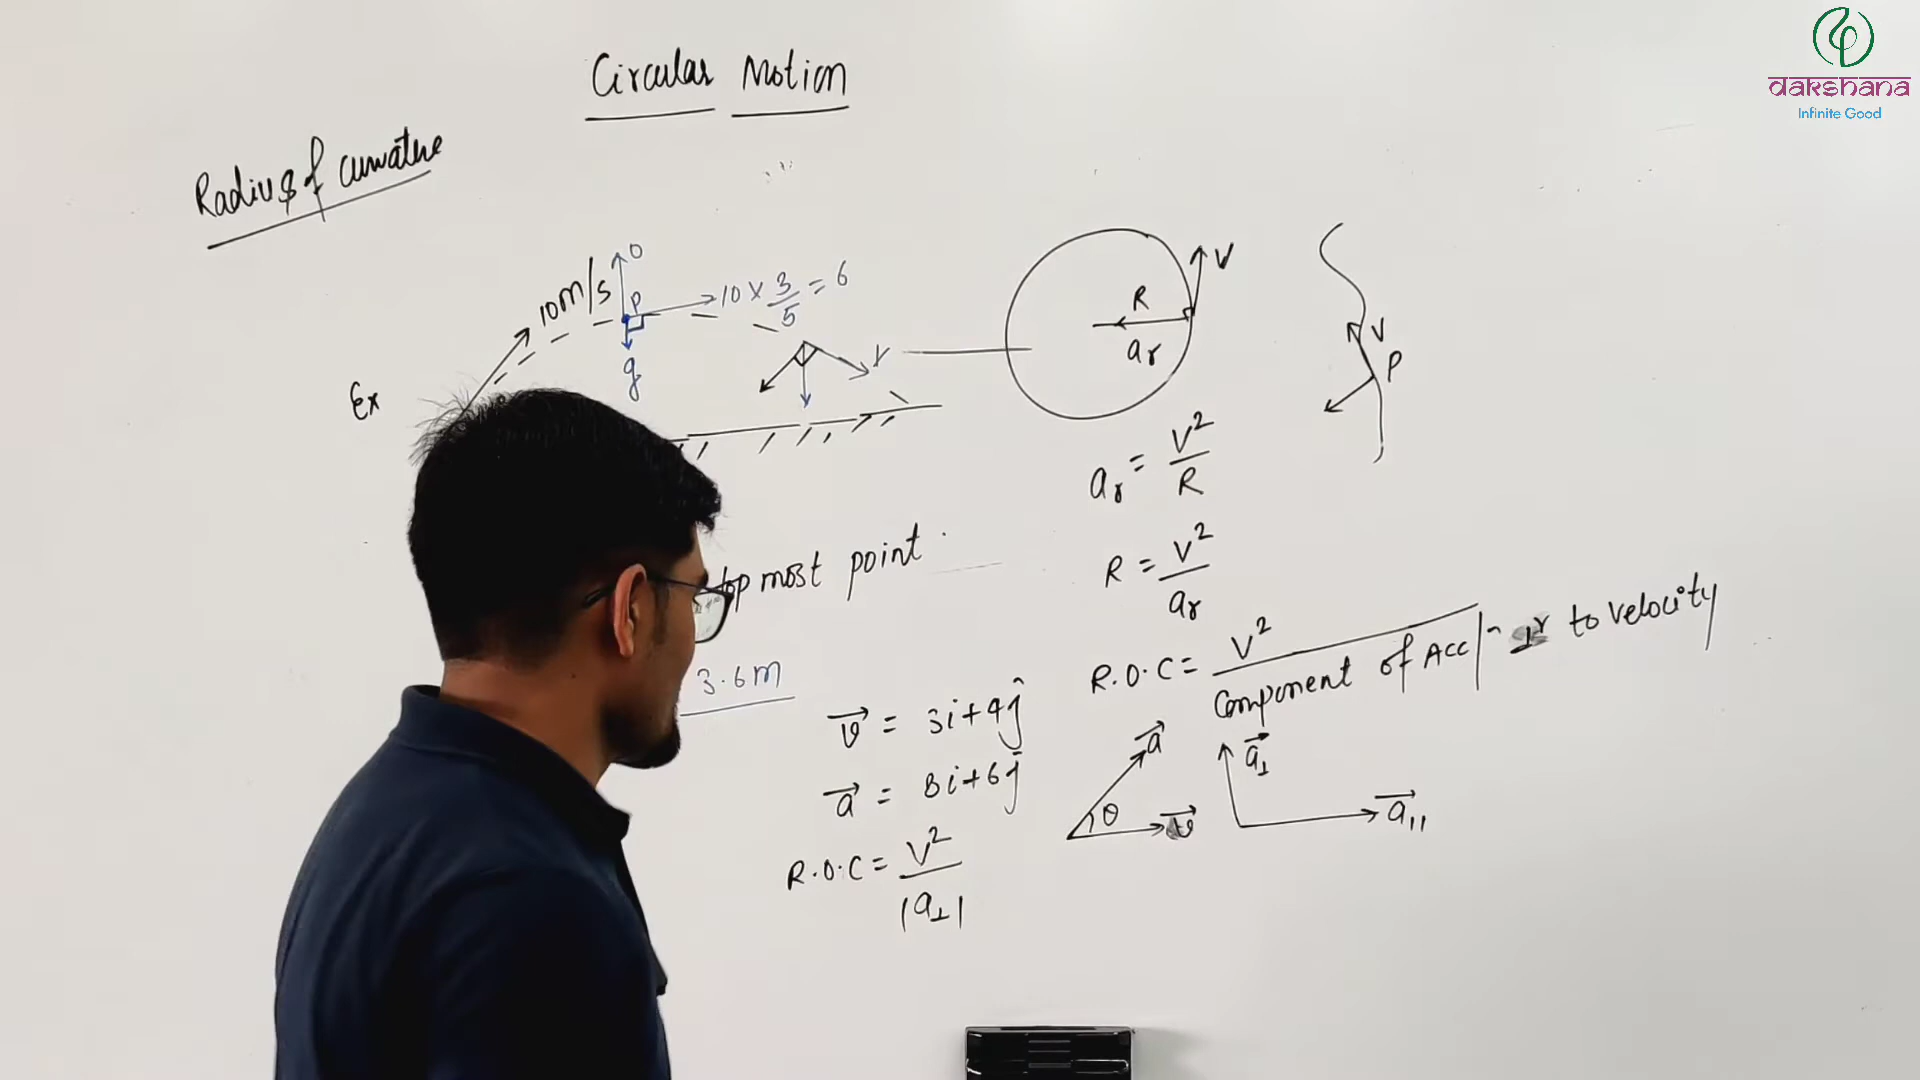 Circular Motion
dakshana
Infinite Good
Radius of curvature
Ex
10m/s
0
P
10 × 3/5 = 6
g
V
R
aᵣ
V
V
P
aᵣ = V²/R
top most point.
R = V²/aᵣ
R.O.C = V²/Component of Acc/ⁿ ⊥ʳ to velocity
3.6m
v⃗ = 3i+4ĵ
a⃗ = 8i+6ĵ
a⃗
θ
v⃗
a⃗⊥
a⃗||
R.O.C = V²/|a⊥|